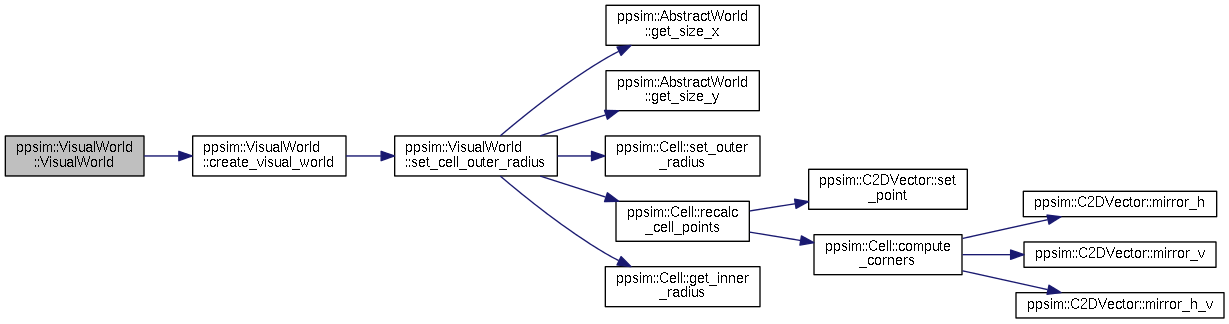 ppsim::VisualWorld
::VisualWorld
ppsim::VisualWorld
::create_visual_world
ppsim::VisualWorld
::set_cell_outer_radius
ppsim::AbstractWorld
::get_size_x
ppsim::AbstractWorld
::get_size_y
ppsim::Cell::set_outer
_radius
ppsim::Cell::recalc
_cell_points
ppsim::C2DVector::set
_point
ppsim::Cell::compute
_corners
ppsim::C2DVector::mirror_h
ppsim::C2DVector::mirror_v
ppsim::C2DVector::mirror_h_v
ppsim::Cell::get_inner
_radius